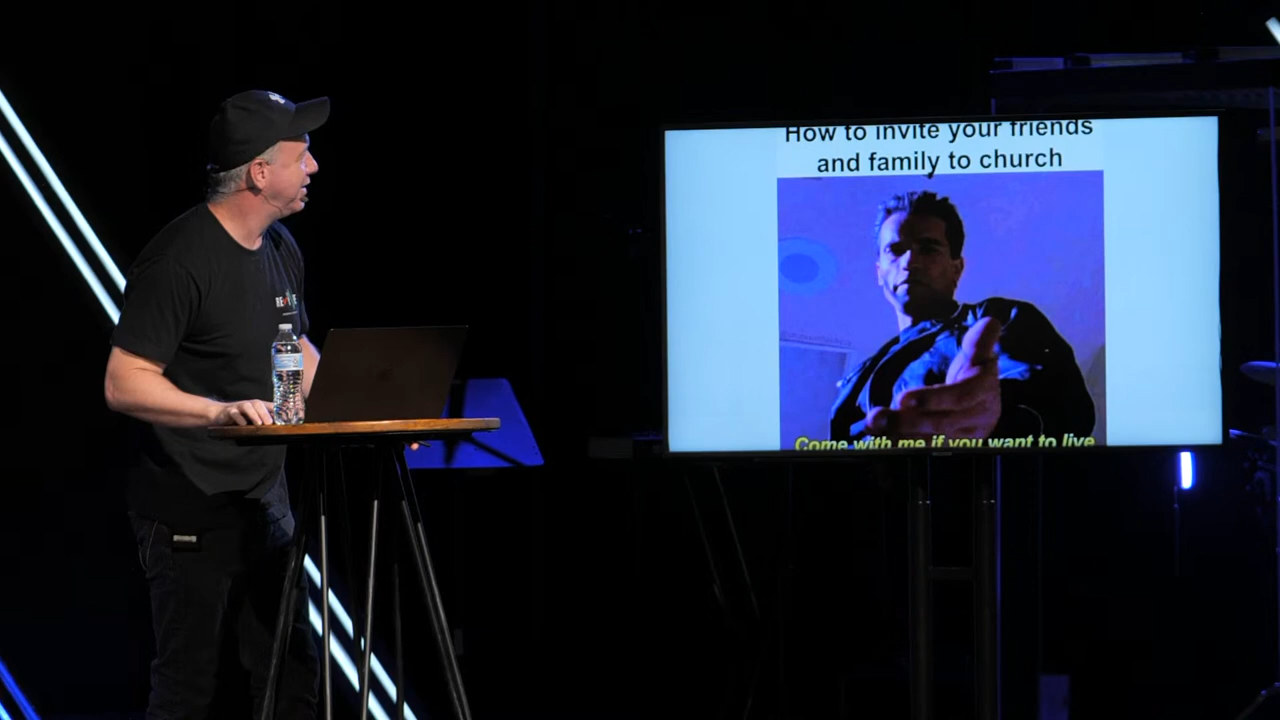 How to invite your friends
and family to church
Come with me if you want to live